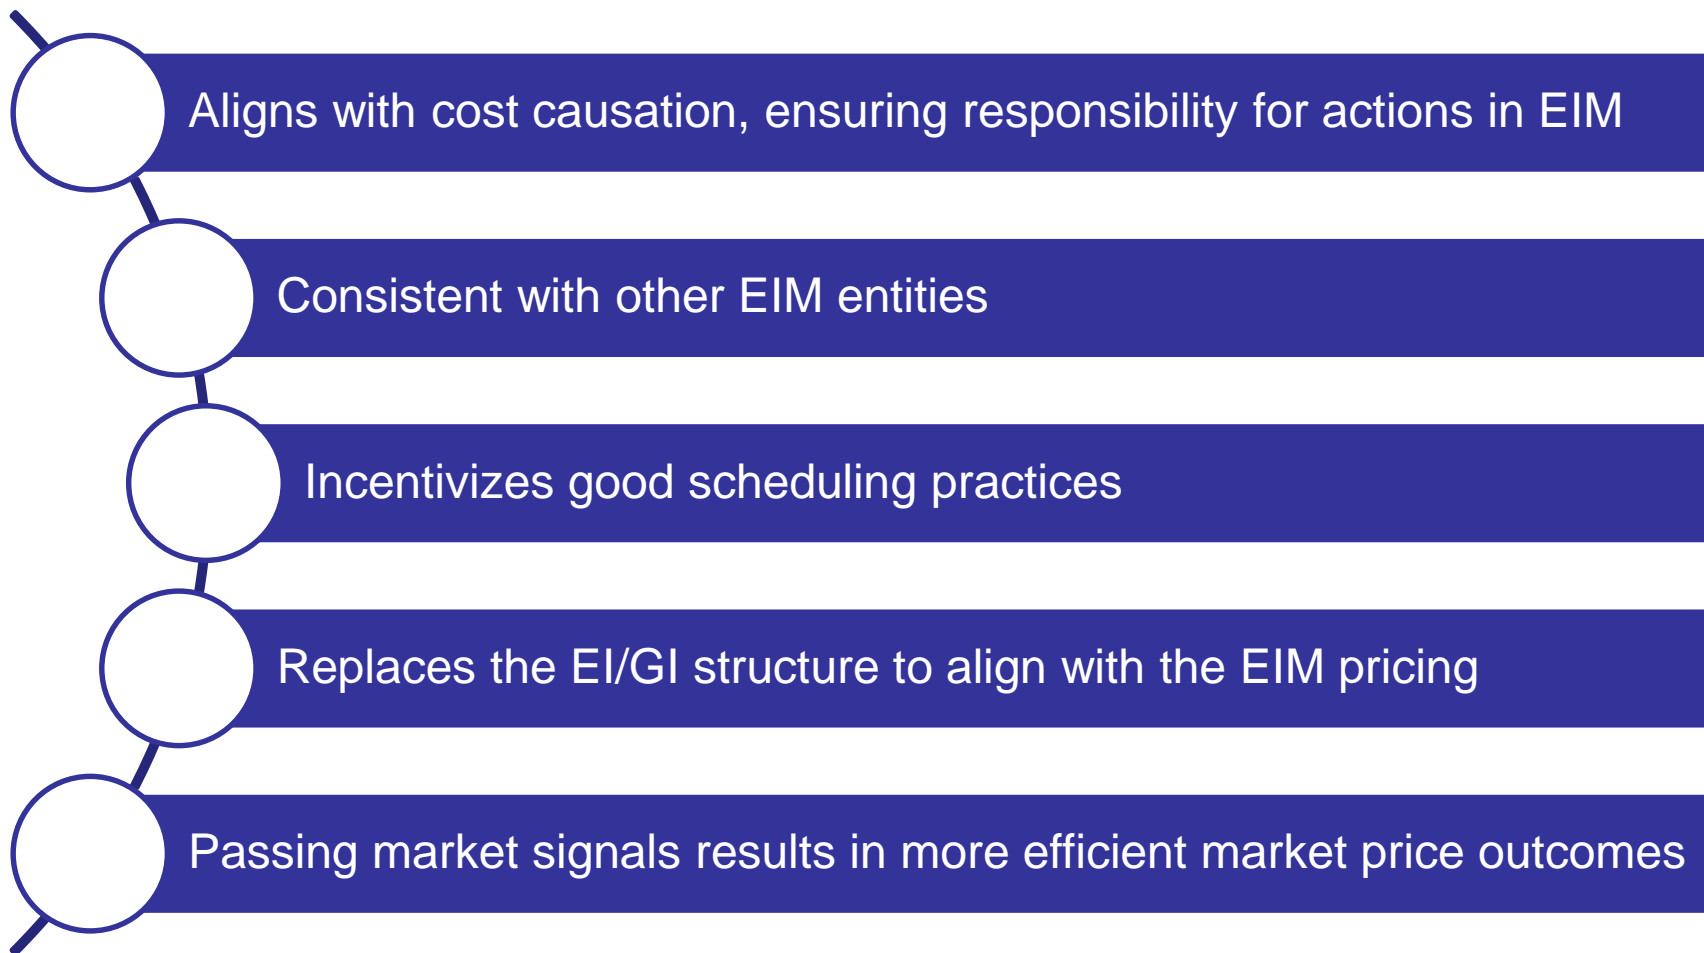 Aligns with cost causation, ensuring responsibility for actions in EIM
Consistent with other EIM entities
Incentivizes good scheduling practices
Replaces the EI/GI structure to align with the EIM pricing
Passing market signals results in more efficient market price outcomes